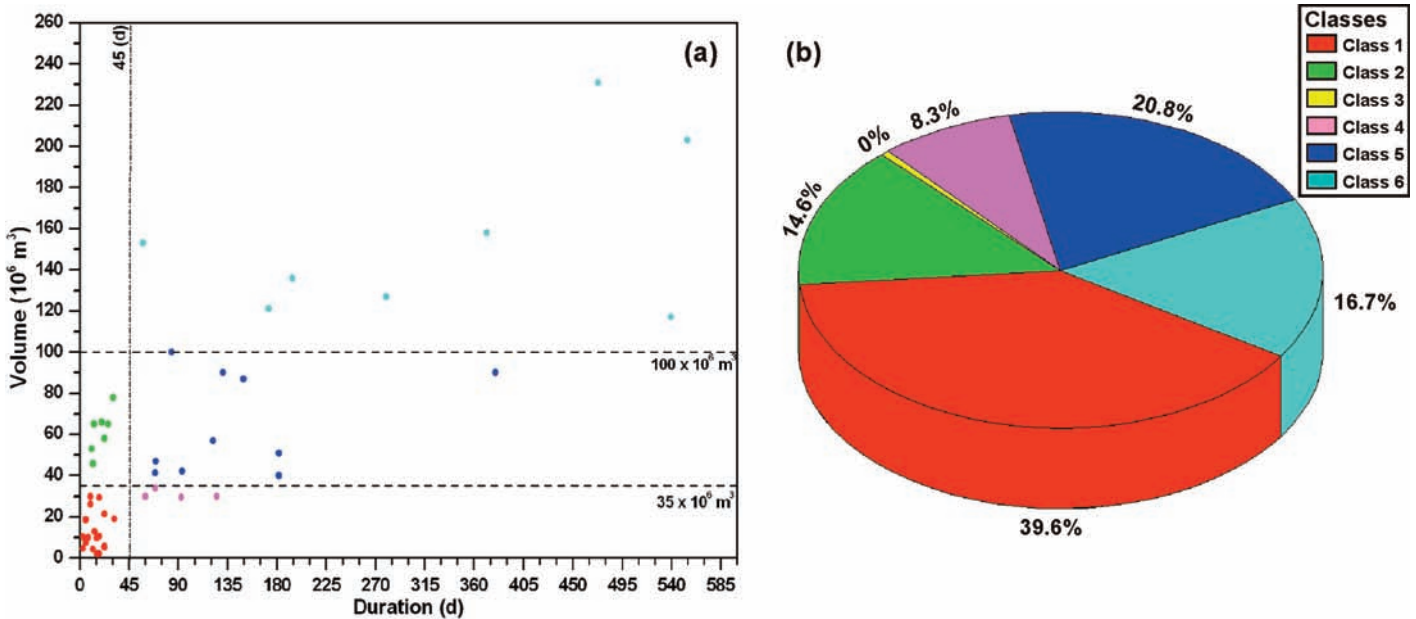 260
240
220
200
180
160
140
120
100
80
60
40
20
0
Volume (10⁶ m³)
45 (d)
(a)
100 x 10⁶ m³
35 x 10⁶ m³
0 45 90 135 180 225 270 315 360 405 450 495 540 585
Duration (d)
(b)
Classes
Class 1
Class 2
Class 3
Class 4
Class 5
Class 6
14.6%
0%
8.3%
20.8%
16.7%
39.6%